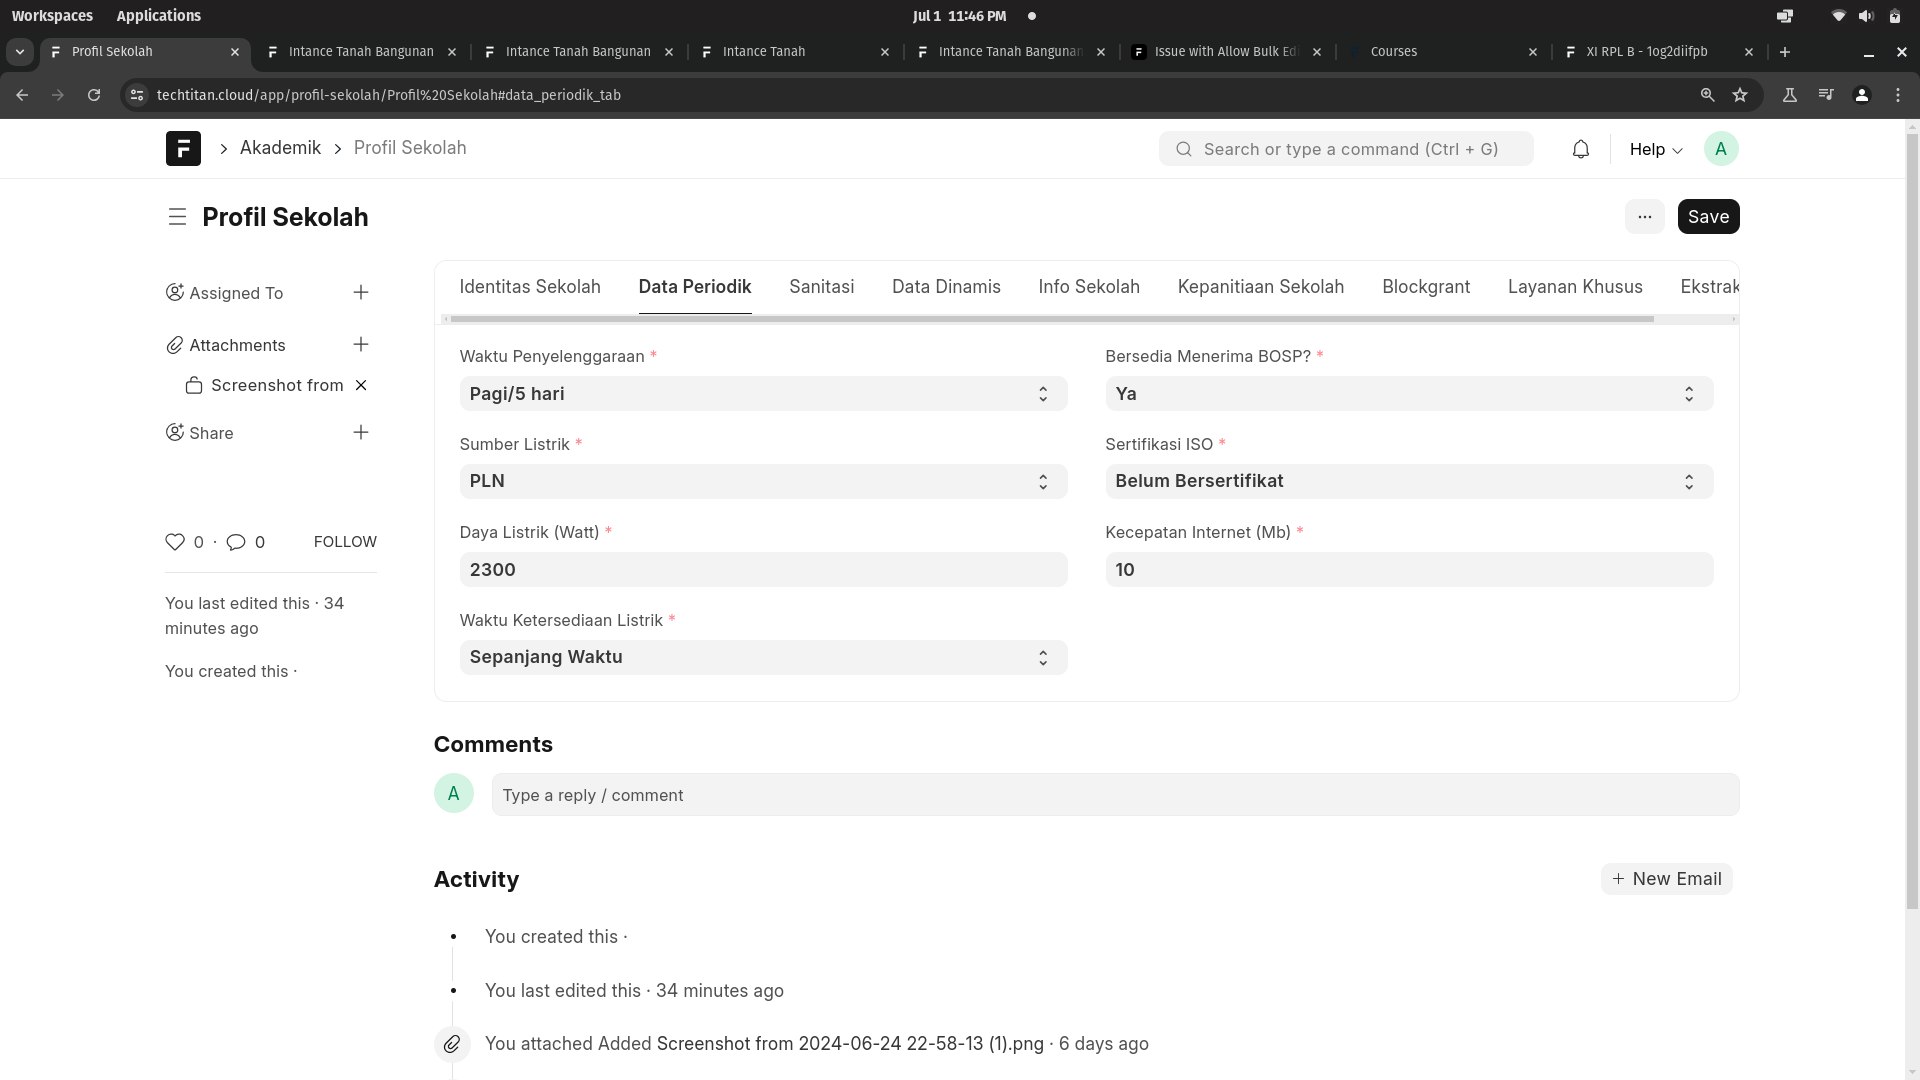 Workspaces Applications Jul 1 11:46 PM
Profil Sekolah Intance Tanah Bangunan Intance Tanah Bangunan Intance Tanah Intance Tanah Bangunan Issue with Allow Bulk Edi Courses XI RPL B - 1og2diifpb
techtitan.cloud/app/profil-sekolah/Profil%20Sekolah#data_periodik_tab
Akademik Profil Sekolah Search or type a command (Ctrl + G) Help A
Profil Sekolah ... Save
Assigned To
Attachments
Screenshot from
Share
0 · 0 FOLLOW
You last edited this · 34
minutes ago
You created this ·
Identitas Sekolah Data Periodik Sanitasi Data Dinamis Info Sekolah Kepanitiaan Sekolah Blockgrant Layanan Khusus Ekstrak
Waktu Penyelenggaraan *
Pagi/5 hari
Sumber Listrik *
PLN
Daya Listrik (Watt) *
2300
Waktu Ketersediaan Listrik *
Sepanjang Waktu
Bersedia Menerima BOSP? *
Ya
Sertifikasi ISO *
Belum Bersertifikat
Kecepatan Internet (Mb) *
10
Comments
A Type a reply / comment
Activity + New Email
You created this ·
You last edited this · 34 minutes ago
You attached Added Screenshot from 2024-06-24 22-58-13 (1).png · 6 days ago